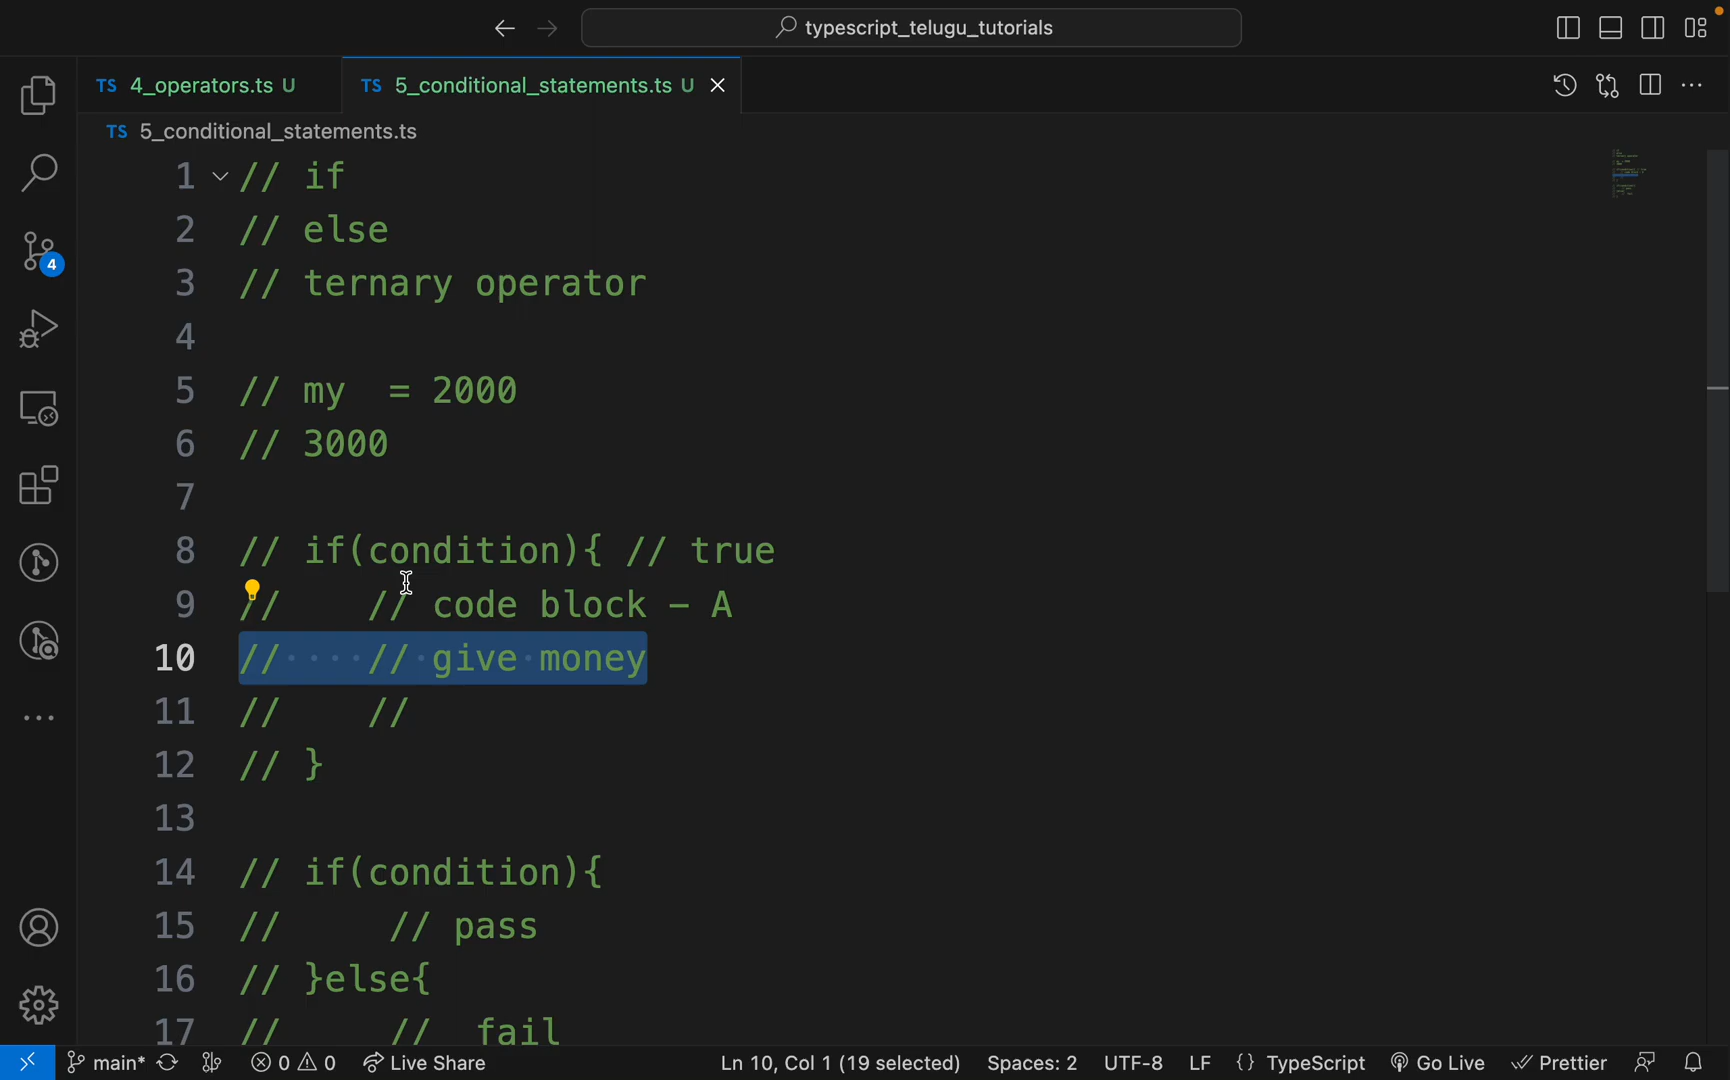 typescript_telugu_tutorials
TS 4_operators.ts U
TS 5_conditional_statements.ts U
TS 5_conditional_statements.ts
1 // if
2 // else
3 // ternary operator
4
5 // my  = 2000
6 // 3000
7
8 // if(condition){ // true
9 //    // code block - A
10 //    // give money
11 //    //
12 // }
13
14 // if(condition){
15 //     // pass
16 // }else{
17 //     //  fail
4
main* 0 0 Live Share Ln 10, Col 1 (19 selected) Spaces: 2 UTF-8 LF {} TypeScript Go Live Prettier